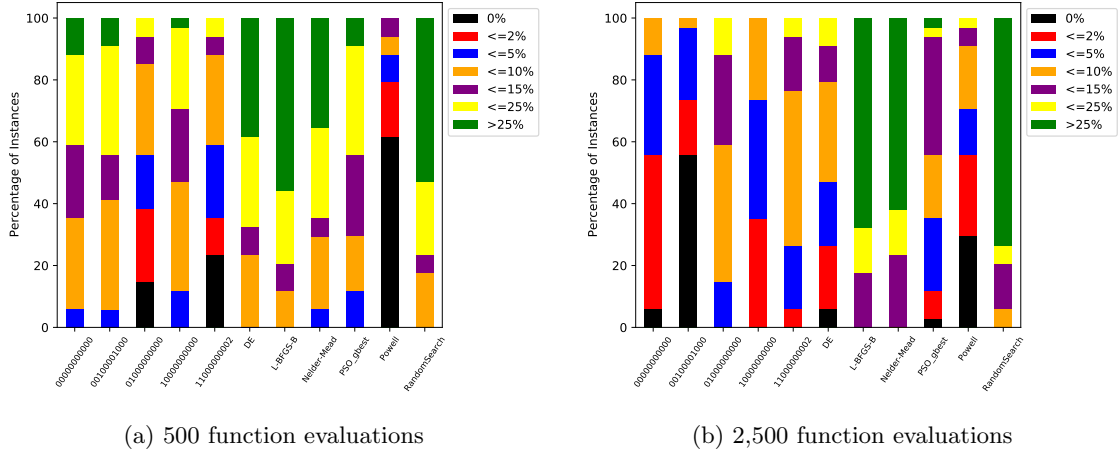 100
80
60
40
20
0
Percentage of Instances
00000000000
00100001000
01000000000
10000000000
11000000002
DE
L-BFGS-B
Nelder-Mead
PSO_gbest
Powell
RandomSearch
0%
<=2%
<=5%
<=10%
<=15%
<=25%
>25%
(a) 500 function evaluations
100
80
60
40
20
0
Percentage of Instances
00000000000
00100001000
01000000000
10000000000
11000000002
DE
L-BFGS-B
Nelder-Mead
PSO_gbest
Powell
RandomSearch
0%
<=2%
<=5%
<=10%
<=15%
<=25%
>25%
(b) 2,500 function evaluations